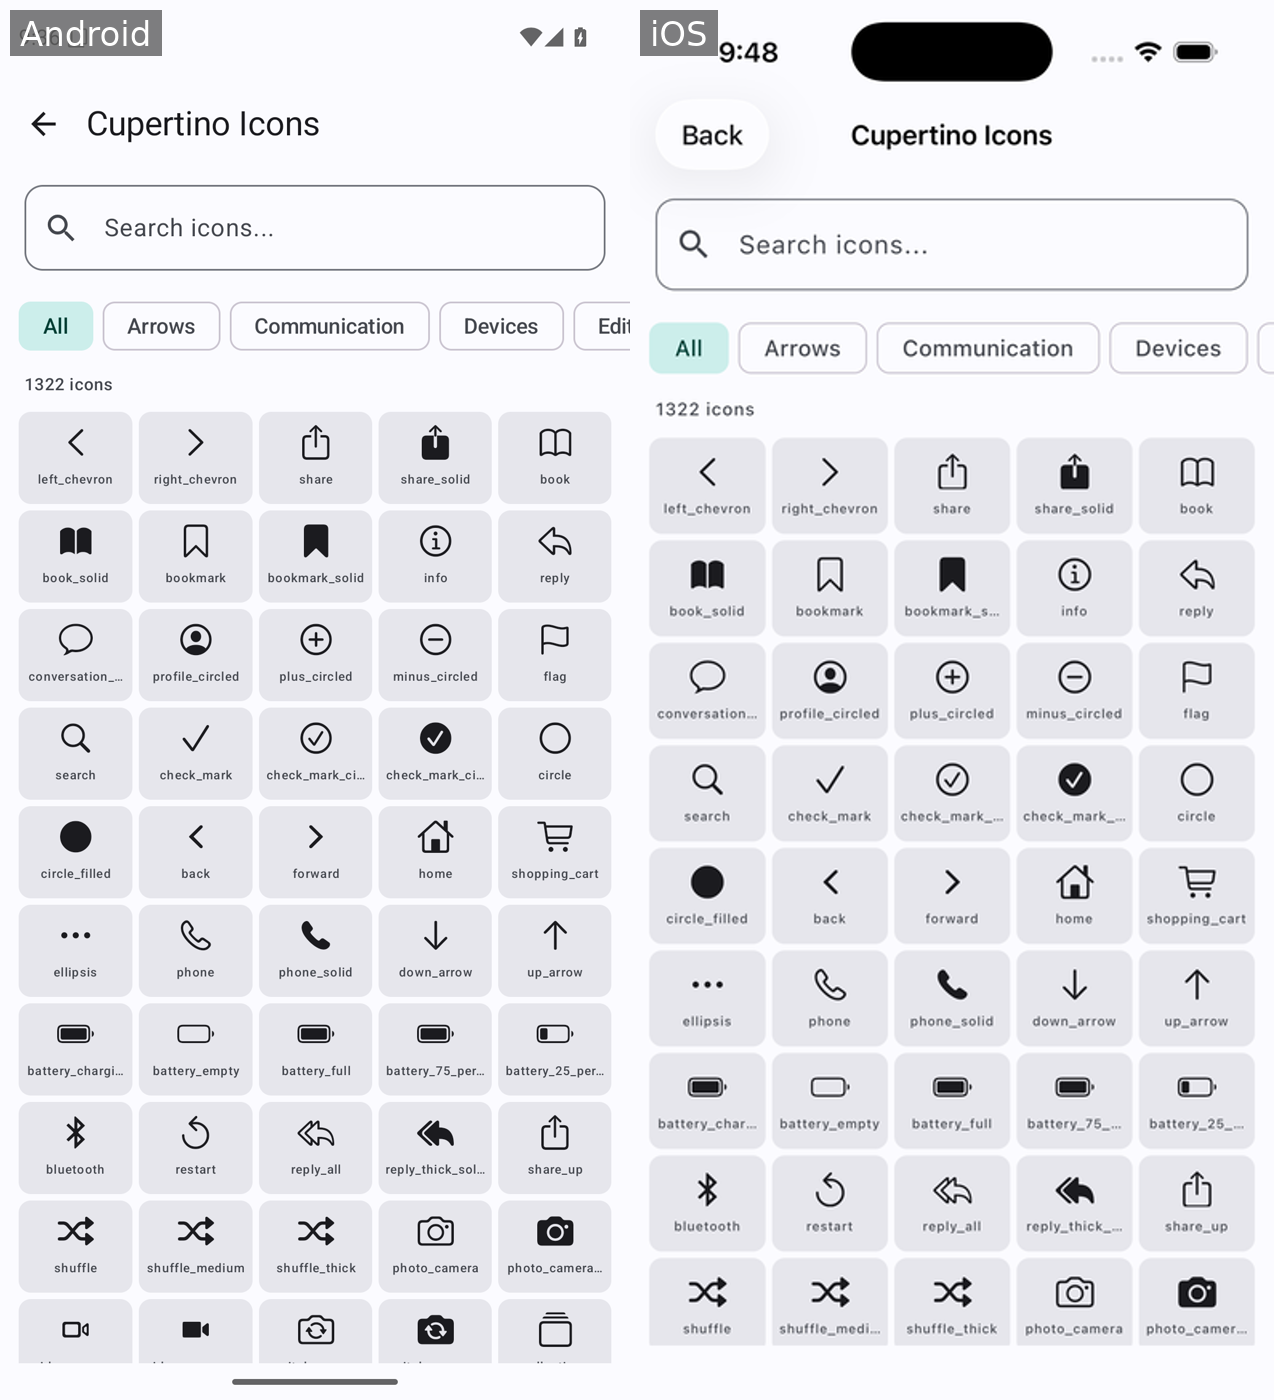 Android
Cupertino Icons
Search icons...
All Arrows Communication Devices Edit
1322 icons
left_chevron right_chevron share share_solid book
book_solid bookmark bookmark_solid info reply
conversation_... profile_circled plus_circled minus_circled flag
search check_mark check_mark_ci... check_mark_ci... circle
circle_filled back forward home shopping_cart
ellipsis phone phone_solid down_arrow up_arrow
battery_chargi... battery_empty battery_full battery_75_per... battery_25_per...
bluetooth restart reply_all reply_thick_sol... share_up
shuffle shuffle_medium shuffle_thick photo_camera photo_camera...
iOS
9:48
Back Cupertino Icons
Search icons...
All Arrows Communication Devices
1322 icons
left_chevron right_chevron share share_solid book
book_solid bookmark bookmark_s... info reply
conversation... profile_circled plus_circled minus_circled flag
search check_mark check_mark_... check_mark_... circle
circle_filled back forward home shopping_cart
ellipsis phone phone_solid down_arrow up_arrow
battery_char... battery_empty battery_full battery_75_... battery_25_...
bluetooth restart reply_all reply_thick_... share_up
shuffle shuffle_medi... shuffle_thick photo_camera photo_camer...